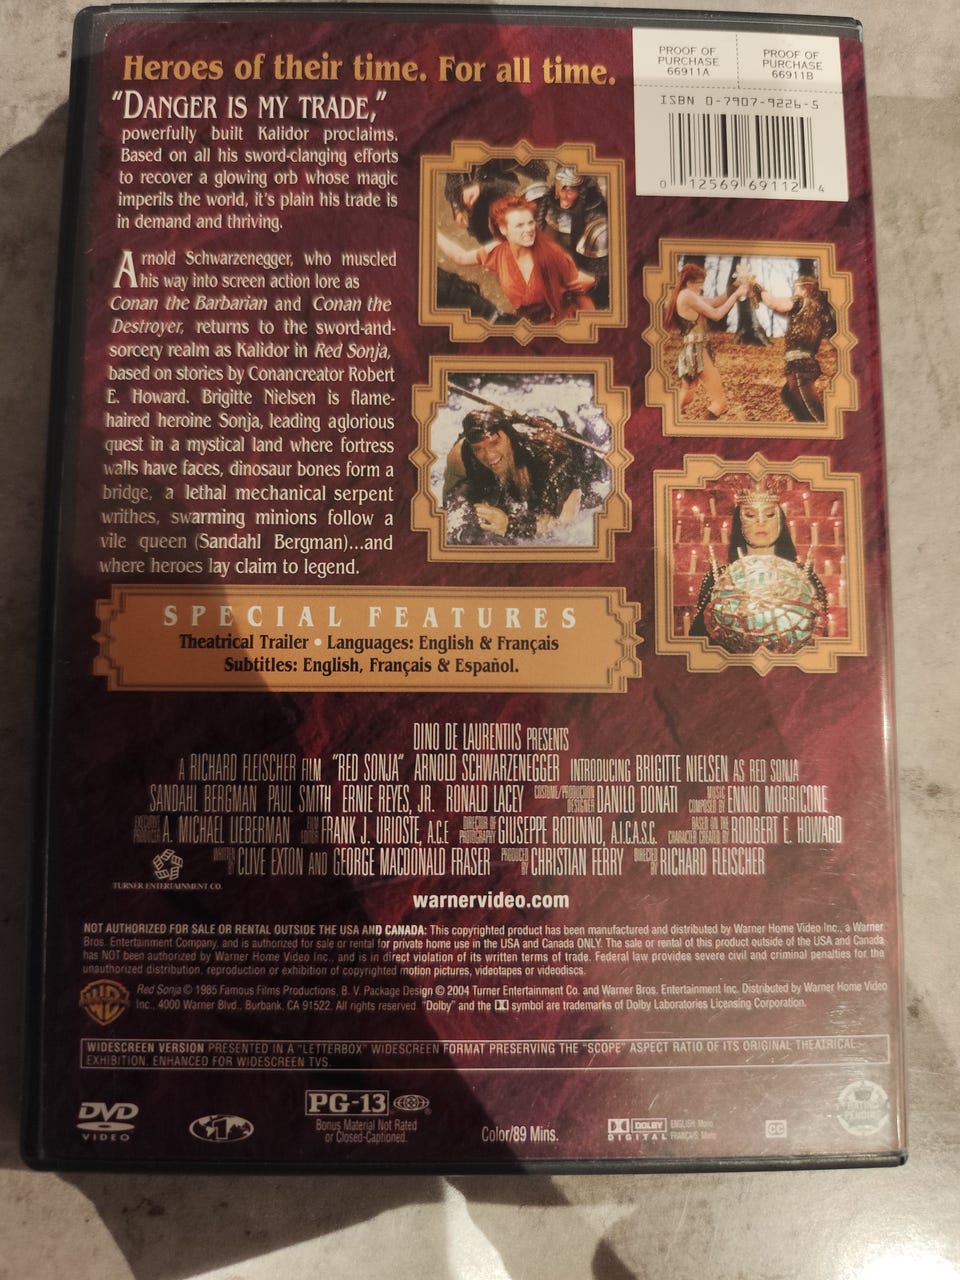 Heroes of their time. For all time.
"DANGER IS MY TRADE,"
powerfully built Kalidor proclaims.
Based on all his sword-clanging efforts
to recover a glowing orb whose magic
imperils the world, it's plain his trade is
in demand and thriving.
Arnold Schwarzenegger, who muscled
his way into screen action lore as
Conan the Barbarian and Conan the
Destroyer, returns to the sword-and-
sorcery realm as Kalidor in Red Sonja,
based on stories by Conancreator Robert
E. Howard. Brigitte Nielsen is flame-
haired heroine Sonja, leading aglorious
quest in a mystical land where fortress
walls have faces, dinosaur bones form a
bridge, a lethal mechanical serpent
writhes, swarming minions follow a
vile queen (Sandahl Bergman)...and
where heroes lay claim to legend.
PROOF OF PURCHASE 66911A
PROOF OF PURCHASE 66911B
ISBN 0-7907-9226-5
0 12569 69112 4
SPECIAL FEATURES
Theatrical Trailer • Languages: English & Français
Subtitles: English, Français & Español.
DINO DE LAURENTIIS PRESENTS
A RICHARD FLEISCHER FILM "RED SONJA" ARNOLD SCHWARZENEGGER INTRODUCING BRIGITTE NIELSEN AS RED SONJA
SANDAHL BERGMAN PAUL SMITH ERNIE REYES, JR. RONALD LACEY COSTUME/PRODUCTION DESIGNER DANILO DONATI MUSIC COMPOSED BY ENNIO MORRICONE
EXECUTIVE PRODUCER A. MICHAEL LIEBERMAN FILM EDITOR FRANK J. URIOSTE, A.C.E DIRECTOR OF PHOTOGRAPHY GIUSEPPE ROTUNNO, A.I.C.A.S.C. BASED ON THE CHARACTER CREATED BY RODBERT E. HOWARD
WRITTEN BY CLIVE EXTON AND GEORGE MACDONALD FRASER PRODUCED BY CHRISTIAN FERRY DIRECTED BY RICHARD FLEISCHER
TURNER ENTERTAINMENT CO.
warnervideo.com
NOT AUTHORIZED FOR SALE OR RENTAL OUTSIDE THE USA AND CANADA: This copyrighted product has been manufactured and distributed by Warner Home Video Inc., a Warner
Bros. Entertainment Company, and is authorized for sale or rental for private home use in the USA and Canada ONLY. The sale or rental of this product outside of the USA and Canada
has NOT been authorized by Warner Home Video Inc., and is in direct violation of its written terms of trade. Federal law provides severe civil and criminal penalties for the
unauthorized distribution, reproduction or exhibition of copyrighted motion pictures, videotapes or videodiscs.
Red Sonja © 1985 Famous Films Productions, B. V. Package Design © 2004 Turner Entertainment Co. and Warner Bros. Entertainment Inc. Distributed by Warner Home Video
Inc., 4000 Warner Blvd., Burbank, CA 91522. All rights reserved. "Dolby" and the DD symbol are trademarks of Dolby Laboratories Licensing Corporation.
WB
WIDESCREEN VERSION PRESENTED IN A "LETTERBOX" WIDESCREEN FORMAT PRESERVING THE "SCOPE" ASPECT RATIO OF ITS ORIGINAL THEATRICAL
EXHIBITION. ENHANCED FOR WIDESCREEN TVS.
DVD
VIDEO
1
PG-13
Bonus Material Not Rated
or Closed-Captioned.
Color/89 Mins.
DOLBY
DIGITAL
ENGLISH: Mono
FRANÇAIS: Mono
CC